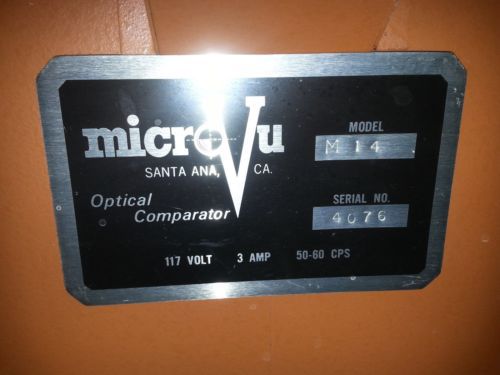 microVu
SANTA ANA, CA.
Optical
Comparator
MODEL
M 14
SERIAL NO.
4076
117 VOLT 3 AMP 50-60 CPS